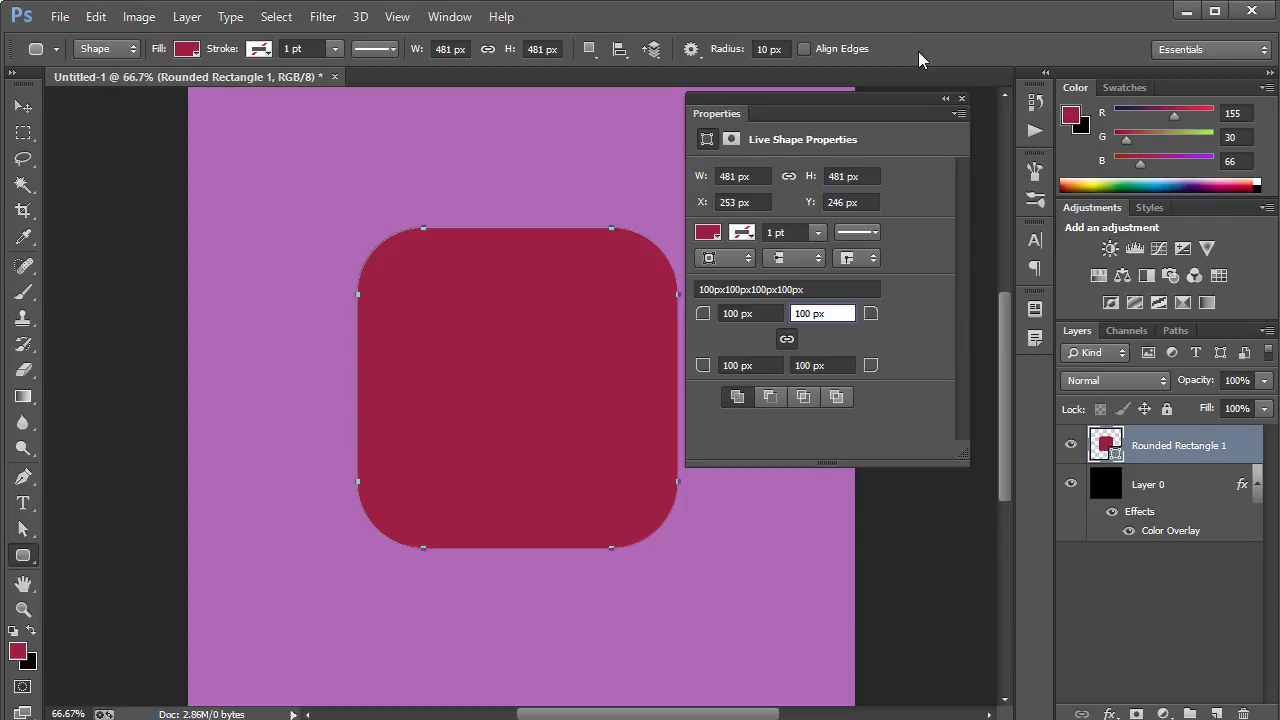 Ps File Edit Image Layer Type Select Filter 3D View Window Help
Shape Fill: Stroke: 1 pt W: 481 px H: 481 px Radius: 10 px Align Edges Essentials
Untitled-1 @ 66.7% (Rounded Rectangle 1, RGB/8) * ×
Properties
Live Shape Properties
W: 481 px H: 481 px
X: 253 px Y: 246 px
1 pt
100px100px100px100px
100 px 100 px
100 px 100 px
Color Swatches
R 155
G 30
B 66
Adjustments Styles
Add an adjustment
Layers Channels Paths
Kind T
Normal Opacity: 100%
Lock: Fill: 100%
Rounded Rectangle 1
Layer 0 fx
Effects
Color Overlay
66.67% Doc: 2.86M/0 bytes fx